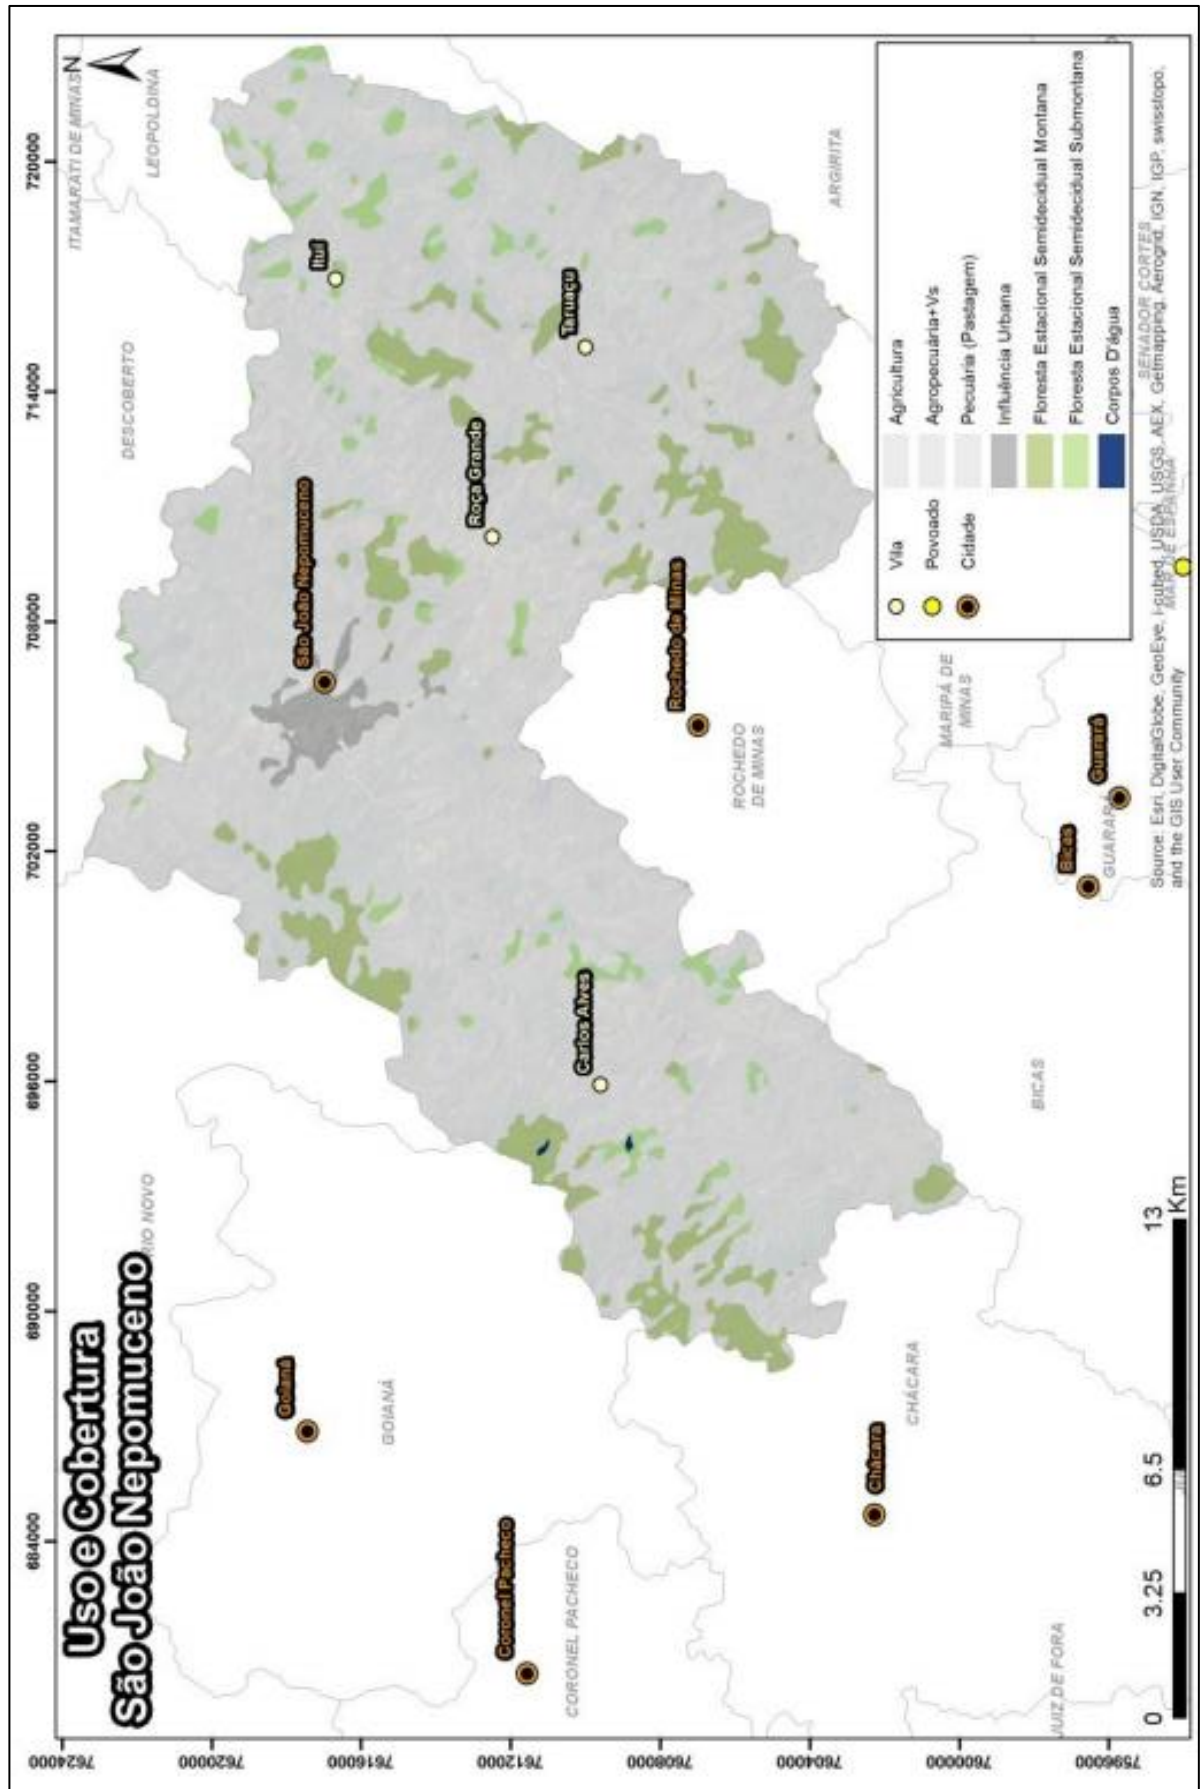 Uso e Cobertura
São João Nepomuceno
684000
690000
696000
702000
708000
714000
720000
7624000
7620000
7616000
7612000
7608000
7604000
7600000
7596000
N
ITAMARATI DE MINAS
LEOPOLDINA
DESCOBERTO
RIO NOVO
GOIANÁ
Goianá
CORONEL PACHECO
Coronel Pacheco
CHÁCARA
Chácara
JUIZ DE FORA
BICAS
Bicas
GUARARÁ
Guarará
MARIPÁ DE
MINAS
ROCHEDO
DE MINAS
Rochedo de Minas
ARGIRITA
SENADOR CORTES
MAR DE ESPANHA
São João Nepomuceno
Ituí
Roça Grande
Taruaçu
Carlos Alves
Vila
Povoado
Cidade
Agricultura
Agropecuária+Vs
Pecuária (Pastagem)
Influência Urbana
Floresta Estacional Semidecidual Montana
Floresta Estacional Semidecidual Submontana
Corpos D'água
0 3.25 6.5 13
Km
Source: Esri, DigitalGlobe, GeoEye, i-cubed, USDA, USGS, AEX, Getmapping, Aerogrid, IGN, IGP, swisstopo,
and the GIS User Community